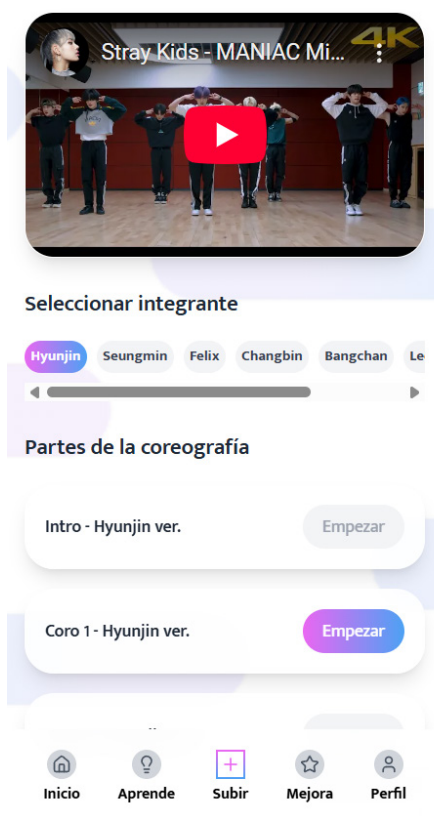 Stray Kids - MANIAC Mi...
4K
Seleccionar integrante
Hyunjin Seungmin Felix Changbin Bangchan Le
Partes de la coreografía
Intro - Hyunjin ver. Empezar
Coro 1 - Hyunjin ver. Empezar
Inicio Aprende Subir Mejora Perfil